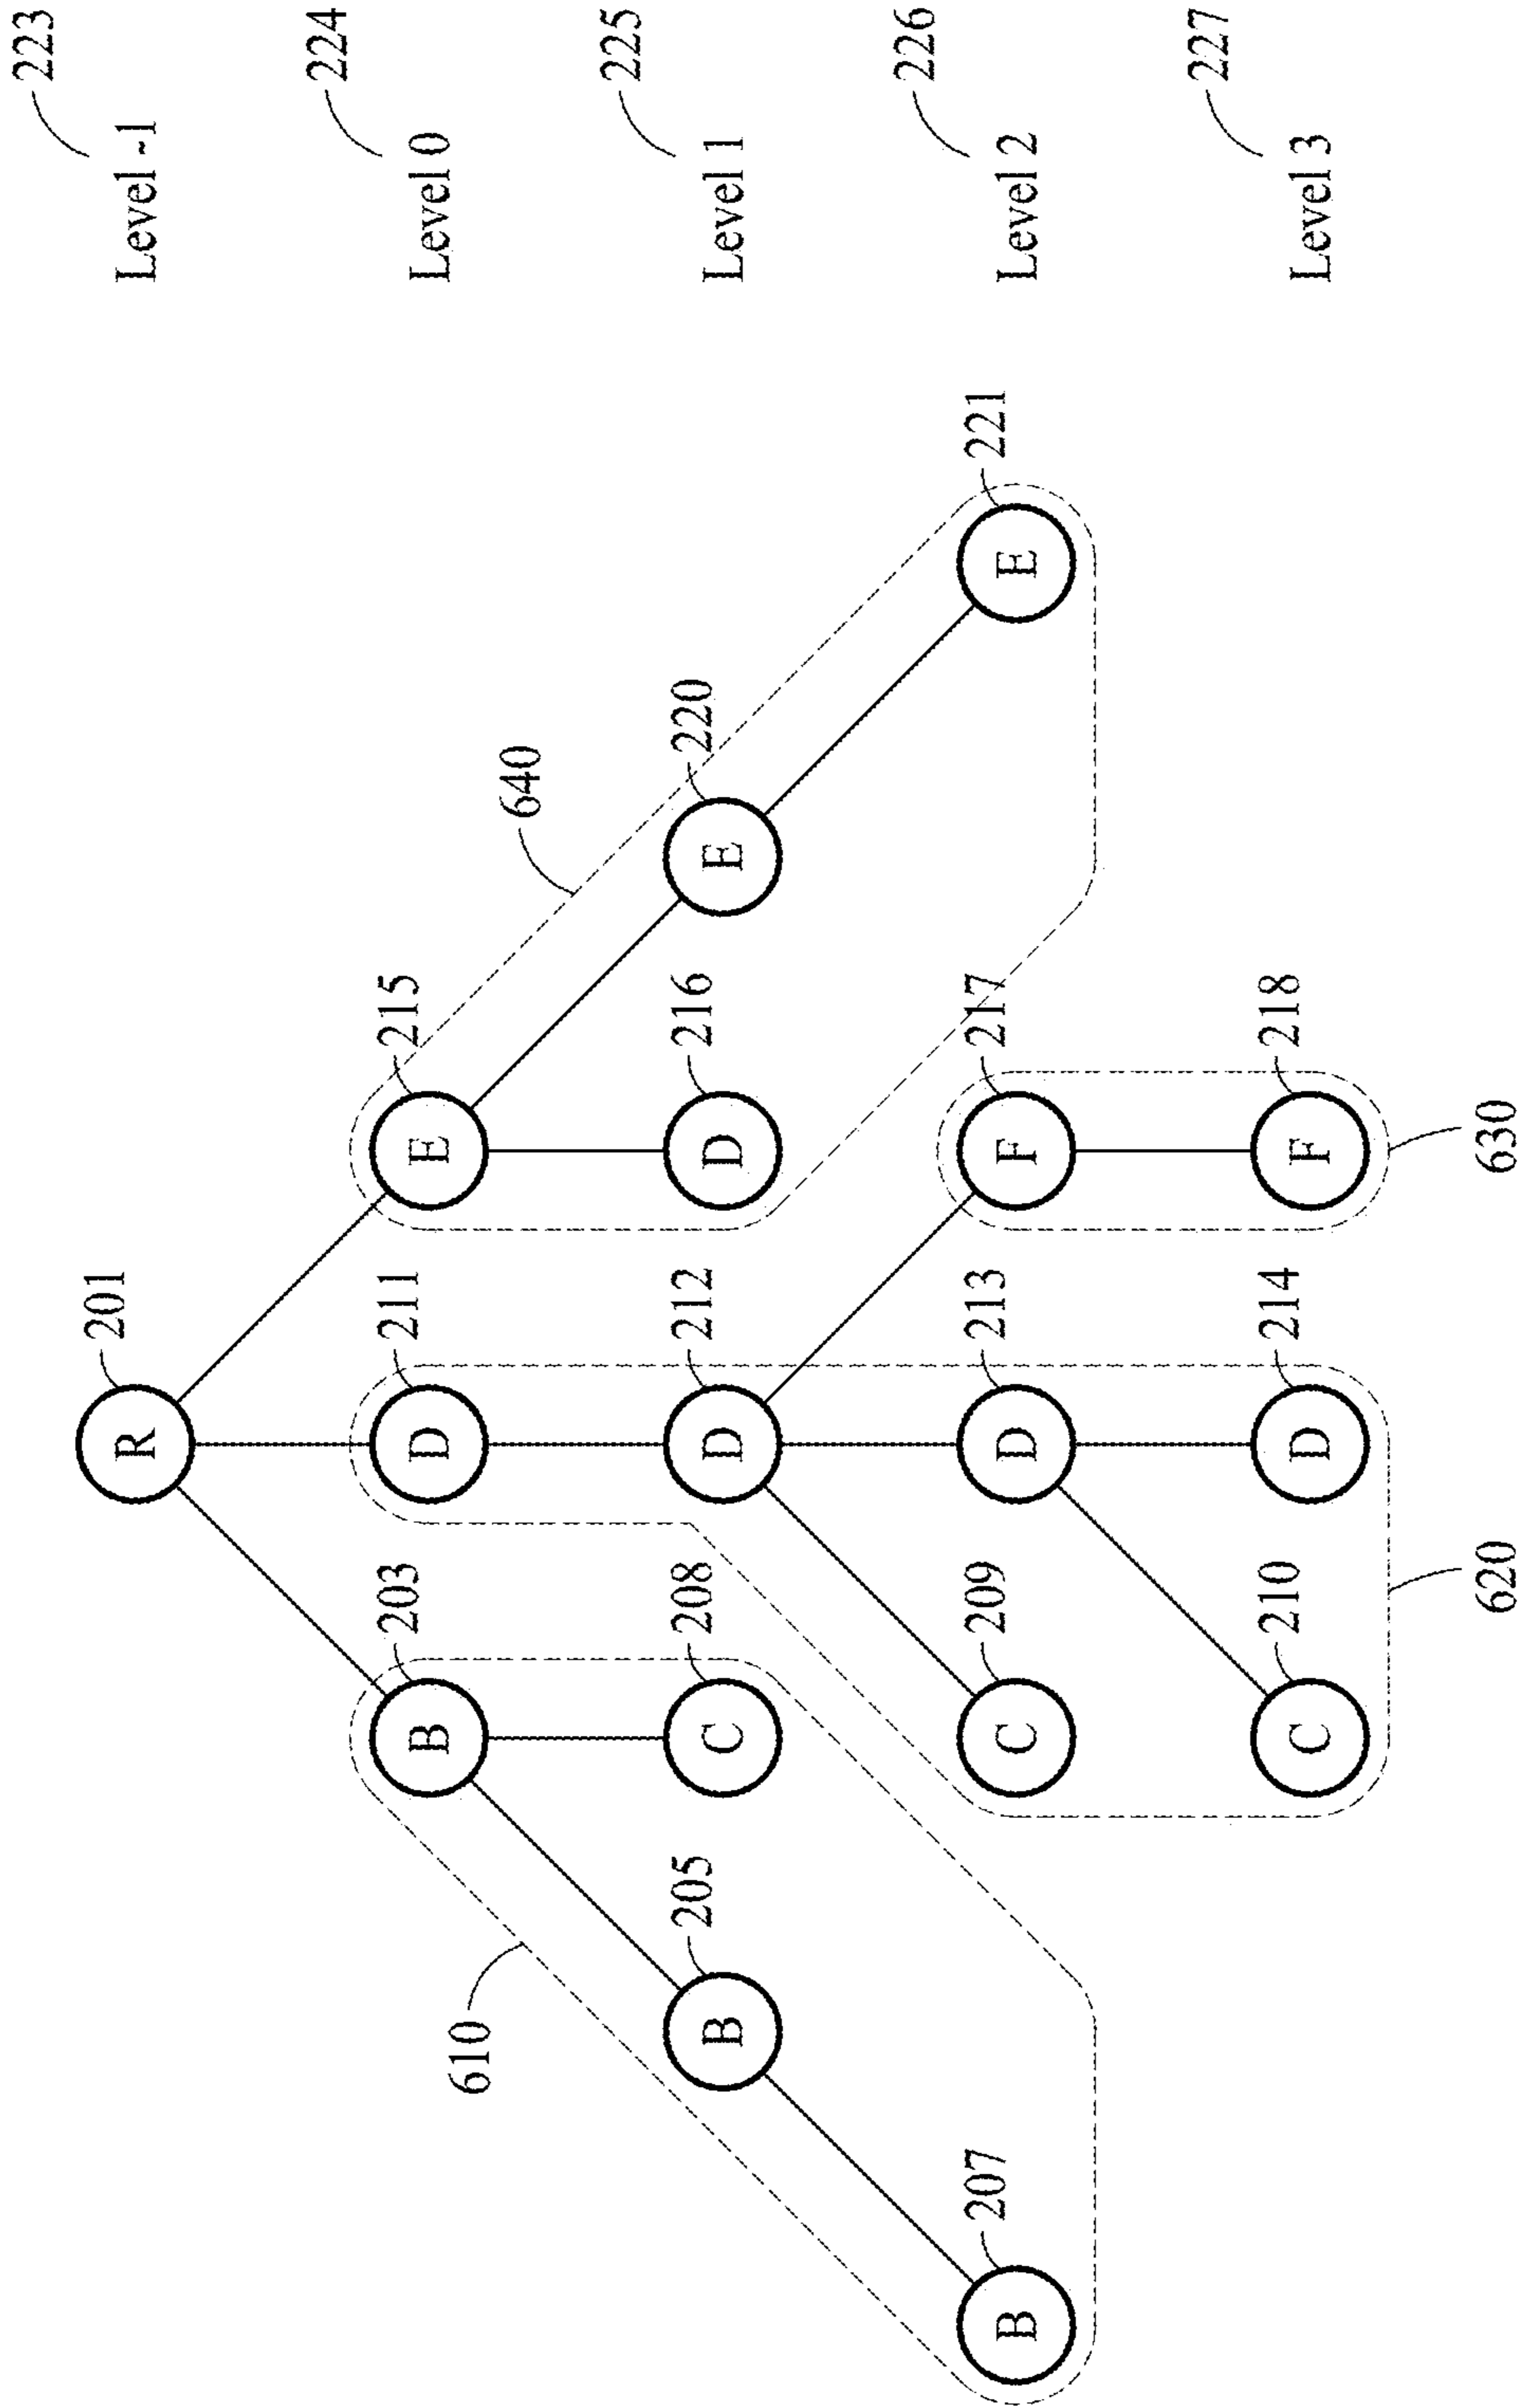 223
201
R Level -1
224
203 211 215
B D E Level 0
610
640
225
205 208 212 216 220
B C D D E Level 1
226
207 209 213 217 221
B C D F E Level 2
227
210 214 218
C D F Level 3
620 630